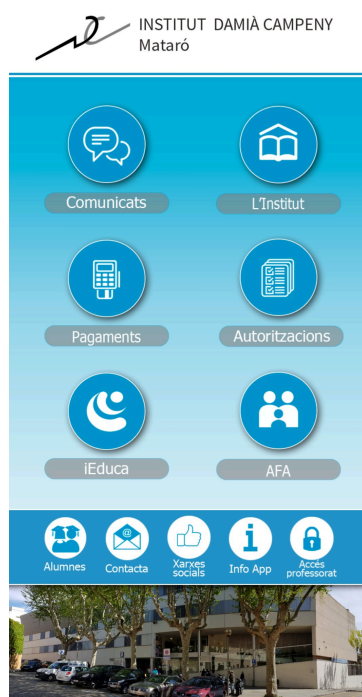 INSTITUT DAMIÀ CAMPENY
Mataró
Comunicats
L'Institut
Pagaments
Autoritzacions
iEduca
AFA
@
Alumnes
Contacta
Xarxes
socials
Info App
Accés
professorat